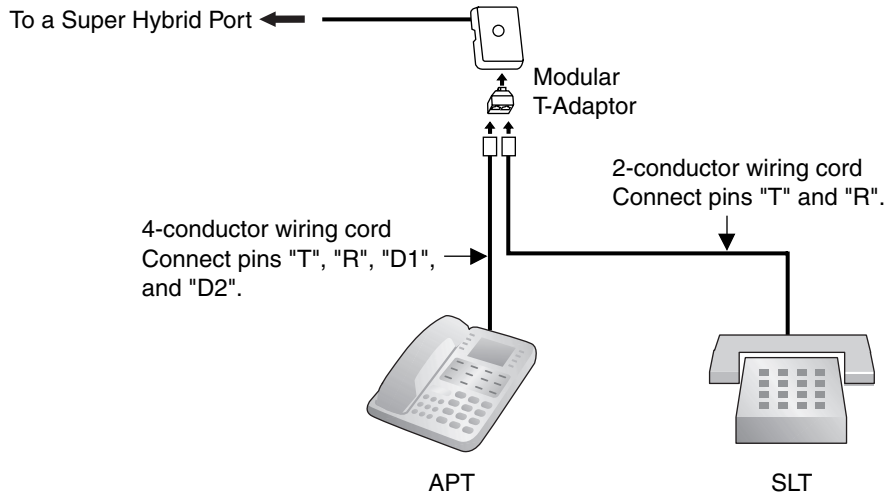 To a Super Hybrid Port
Modular
T-Adaptor
2-conductor wiring cord
Connect pins "T" and "R".
4-conductor wiring cord
Connect pins "T", "R", "D1",
and "D2".
APT
SLT